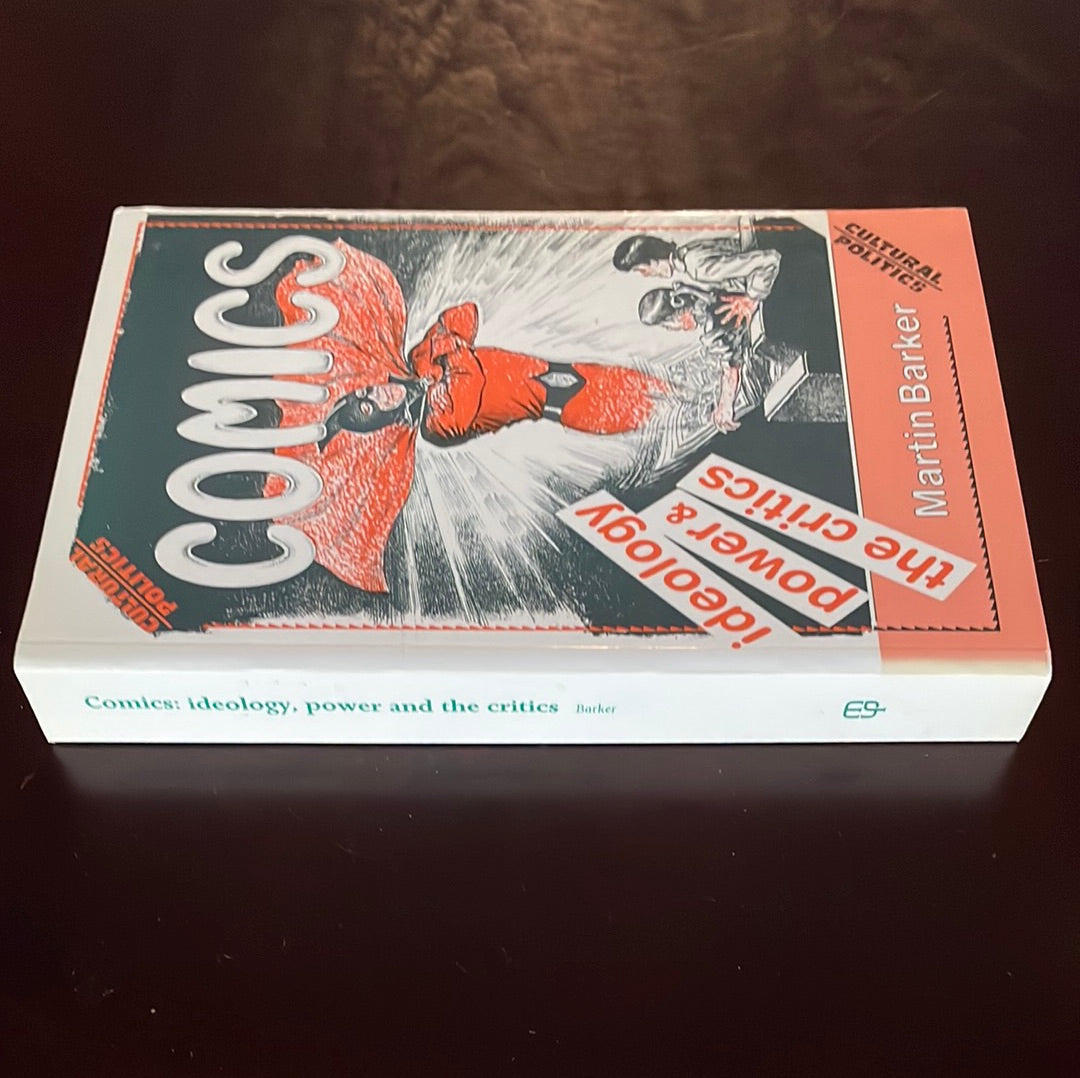 CULTURAL
POLITICS
COMICS
ideology
power &
the critics
CULTURAL
POLITICS
Martin Barker
Comics: ideology, power and the critics Barker